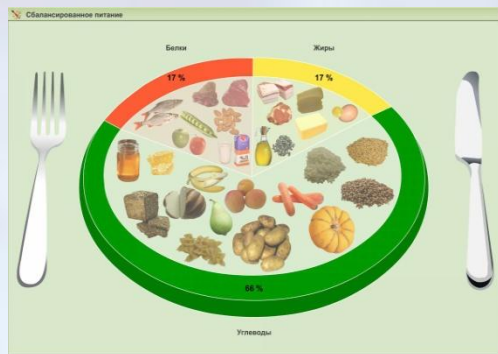 Сбалансированное питание
Белки
Жиры
17 %
17 %
66 %
Углеводы